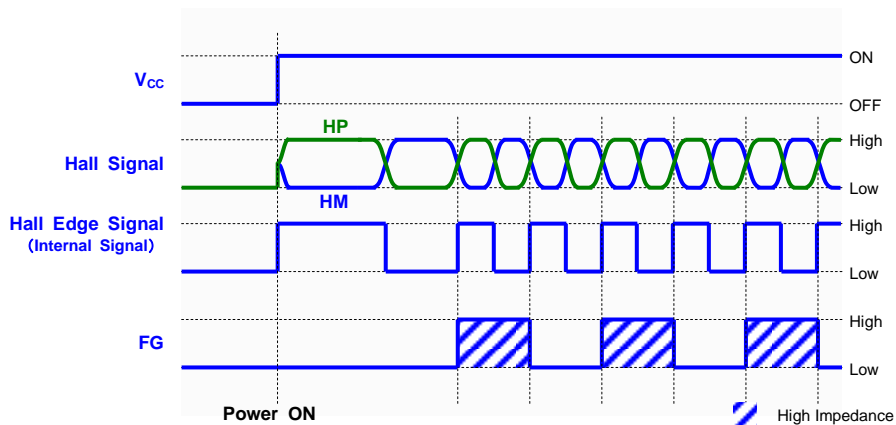 ON
VCC
OFF
HP
High
Hall Signal
Low
HM
Hall Edge Signal
(Internal Signal)
High
Low
High
FG
Low
Power ON
High Impedance